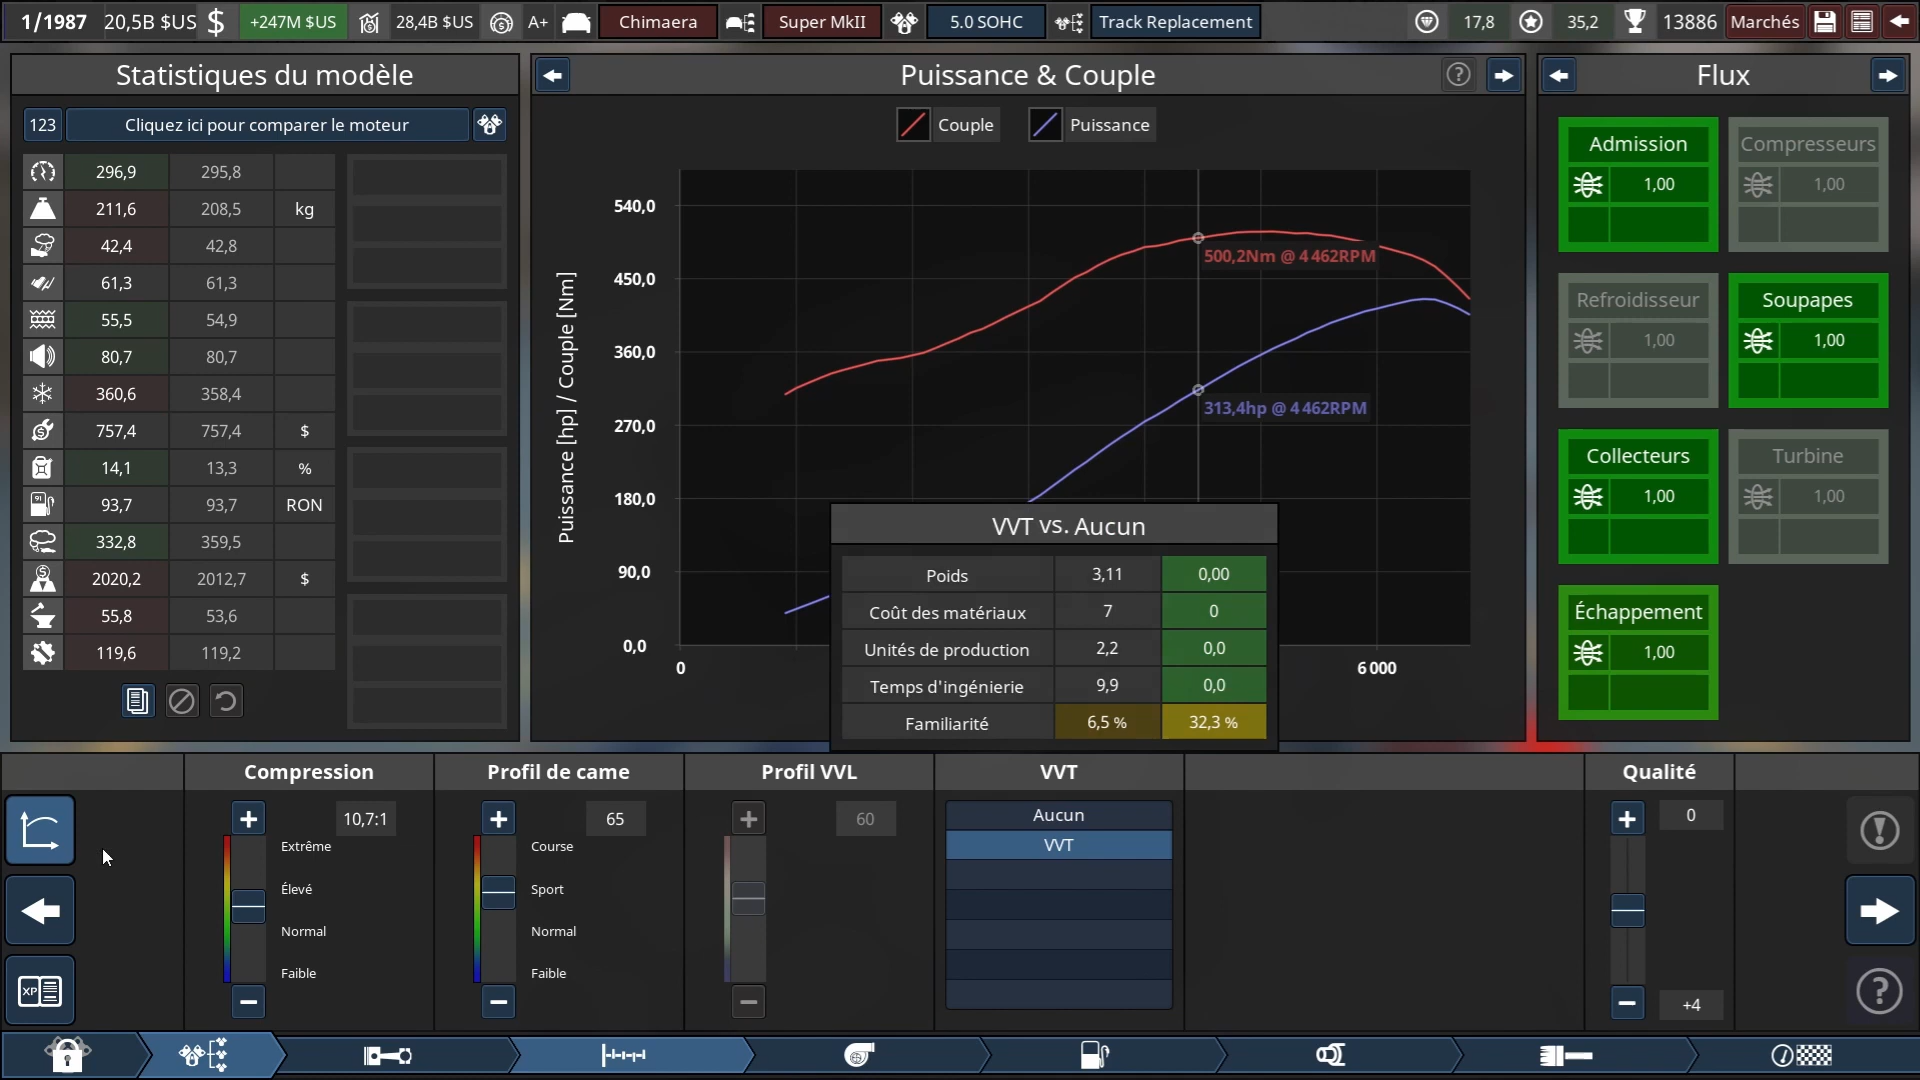 1/1987 20,5B $US $ +247M $US 28,4B $US A+ Chimaera Super MkII 5.0 SOHC Track Replacement 17,8 35,2 13886 Marchés
Statistiques du modèle
123 Cliquez ici pour comparer le moteur
296,9 295,8
211,6 208,5 kg
42,4 42,8
61,3 61,3
55,5 54,9
80,7 80,7
360,6 358,4
757,4 757,4 $
14,1 13,3 %
93,7 93,7 RON
332,8 359,5
2020,2 2012,7 $
55,8 53,6
119,6 119,2
Puissance & Couple ?
Couple Puissance
Puissance [hp] / Couple [Nm]
540,0
450,0
360,0
270,0
180,0
90,0
0,0
0 6 000
500,2Nm @ 4 462RPM
313,4hp @ 4 462RPM
VVT vs. Aucun
Poids 3,11 0,00
Coût des matériaux 7 0
Unités de production 2,2 0,0
Temps d'ingénierie 9,9 0,0
Familiarité 6,5 % 32,3 %
Flux
Admission
1,00
Compresseurs
1,00
Refroidisseur
1,00
Soupapes
1,00
Collecteurs
1,00
Turbine
1,00
Échappement
1,00
Compression
+ 10,7:1
Extrême
Élevé
Normal
Faible
−
Profil de came
+ 65
Course
Sport
Normal
Faible
−
Profil VVL
+ 60
−
VVT
Aucun
VVT
Qualité
+ 0
− +4
XP
!
?